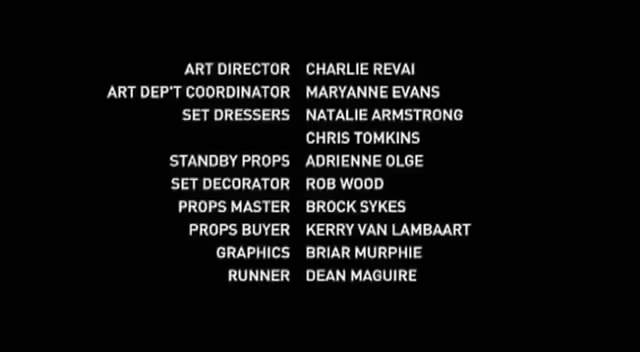 ART DIRECTOR CHARLIE REVAI
ART DEP'T COORDINATOR MARYANNE EVANS
SET DRESSERS NATALIE ARMSTRONG
CHRIS TOMKINS
STANDBY PROPS ADRIENNE OLGE
SET DECORATOR ROB WOOD
PROPS MASTER BROCK SYKES
PROPS BUYER KERRY VAN LAMBAART
GRAPHICS BRIAR MURPHIE
RUNNER DEAN MAGUIRE